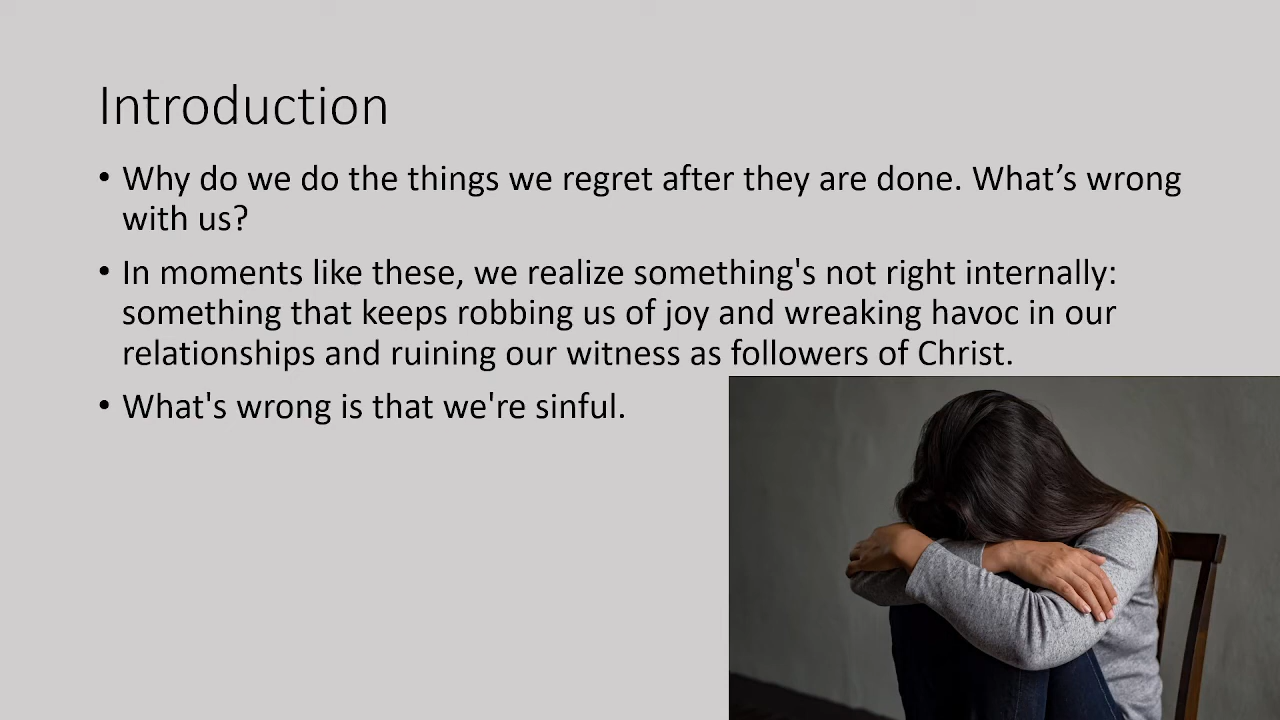 Introduction
• Why do we do the things we regret after they are done. What’s wrong
with us?
• In moments like these, we realize something's not right internally:
something that keeps robbing us of joy and wreaking havoc in our
relationships and ruining our witness as followers of Christ.
• What's wrong is that we're sinful.